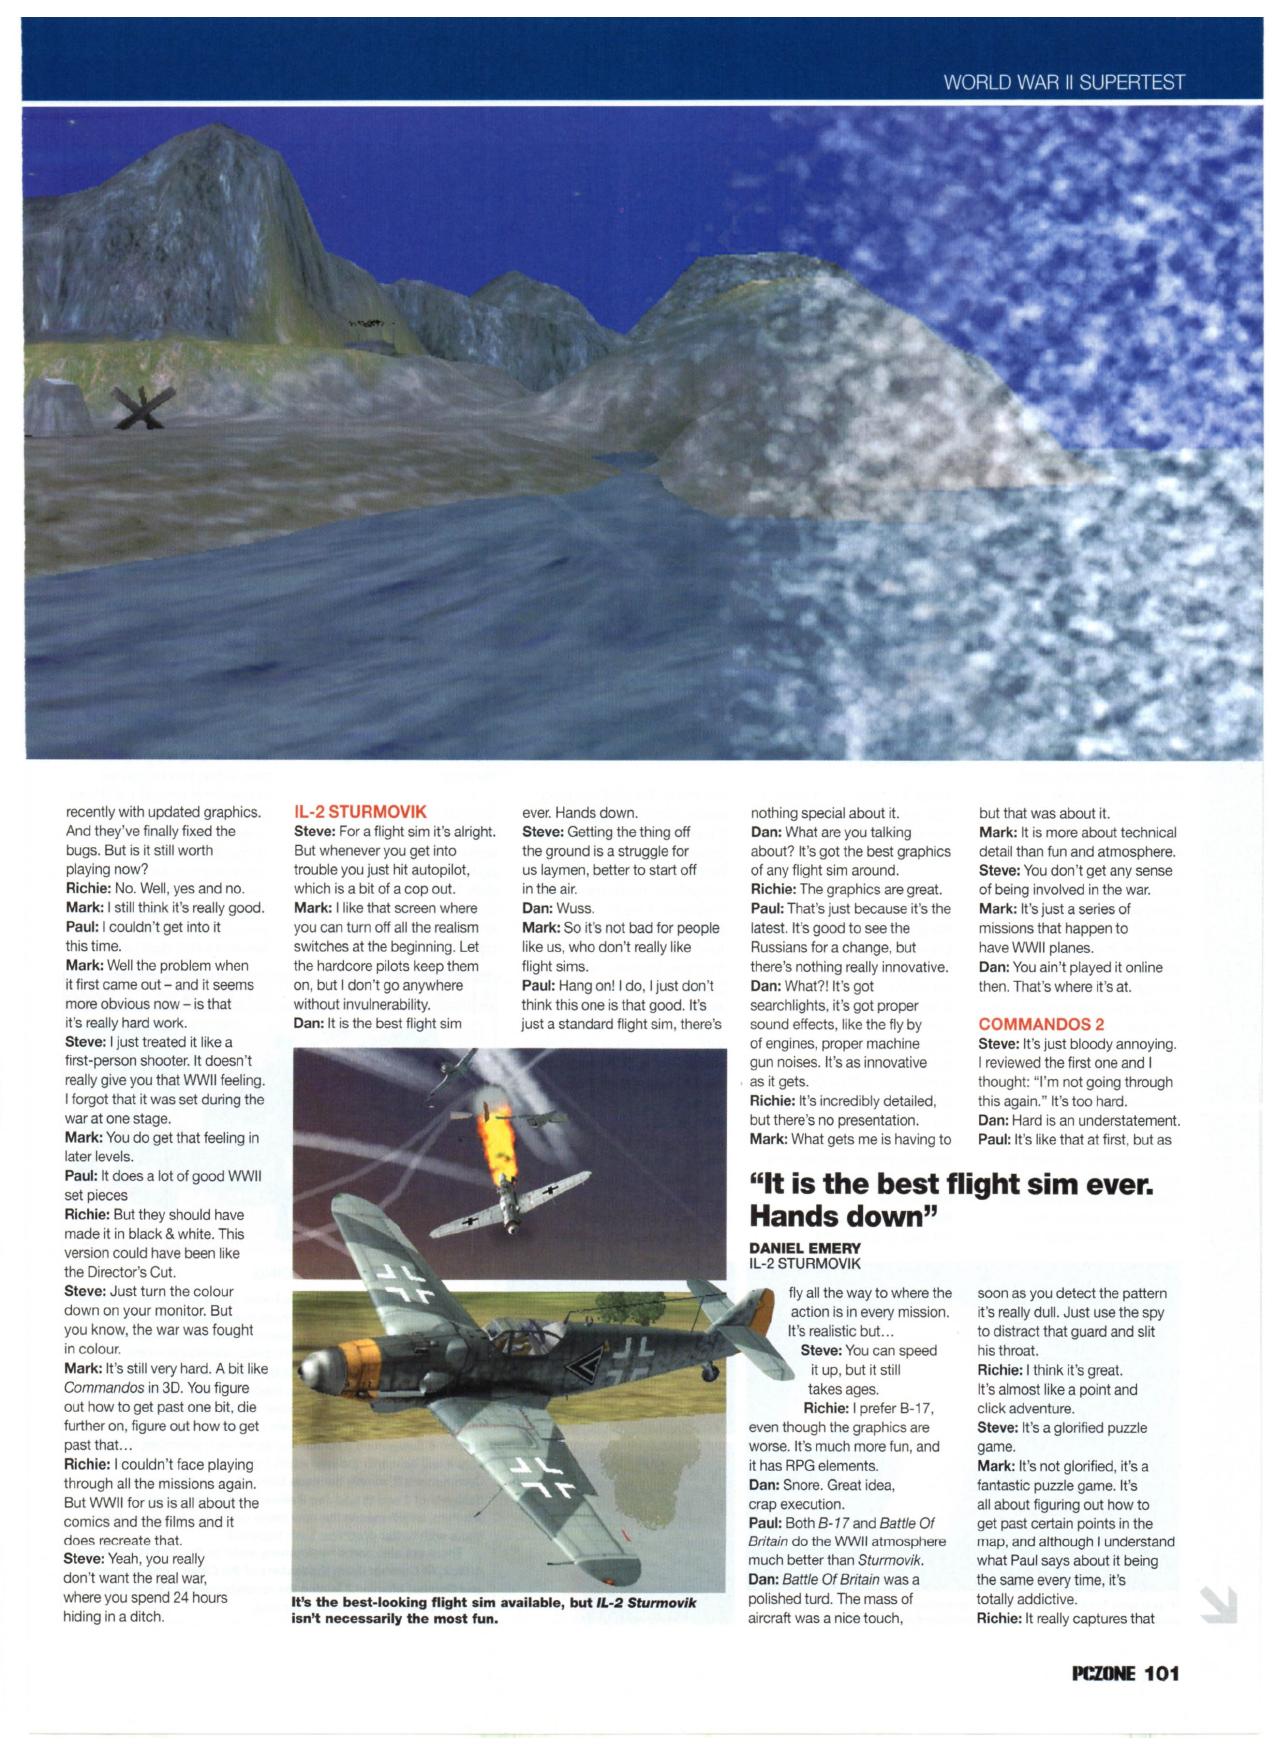 WORLD WAR II SUPERTEST
recently with updated graphics.
And they've finally fixed the
bugs. But is it still worth
playing now?
Richie: No. Well, yes and no.
Mark: I still think it's really good.
Paul: I couldn't get into it
this time.
Mark: Well the problem when
it first came out – and it seems
more obvious now – is that
it's really hard work.
Steve: I just treated it like a
first-person shooter. It doesn't
really give you that WWII feeling.
I forgot that it was set during the
war at one stage.
Mark: You do get that feeling in
later levels.
Paul: It does a lot of good WWII
set pieces
Richie: But they should have
made it in black & white. This
version could have been like
the Director's Cut.
Steve: Just turn the colour
down on your monitor. But
you know, the war was fought
in colour.
Mark: It's still very hard. A bit like
Commandos in 3D. You figure
out how to get past one bit, die
further on, figure out how to get
past that...
Richie: I couldn't face playing
through all the missions again.
But WWII for us is all about the
comics and the films and it
does recreate that.
Steve: Yeah, you really
don't want the real war,
where you spend 24 hours
hiding in a ditch.
IL-2 STURMOVIK
Steve: For a flight sim it's alright.
But whenever you get into
trouble you just hit autopilot,
which is a bit of a cop out.
Mark: I like that screen where
you can turn off all the realism
switches at the beginning. Let
the hardcore pilots keep them
on, but I don't go anywhere
without invulnerability.
Dan: It is the best flight sim
ever. Hands down.
Steve: Getting the thing off
the ground is a struggle for
us laymen, better to start off
in the air.
Dan: Wuss.
Mark: So it's not bad for people
like us, who don't really like
flight sims.
Paul: Hang on! I do, I just don't
think this one is that good. It's
just a standard flight sim, there's
It's the best-looking flight sim available, but IL-2 Sturmovik
isn't necessarily the most fun.
nothing special about it.
Dan: What are you talking
about? It's got the best graphics
of any flight sim around.
Richie: The graphics are great.
Paul: That's just because it's the
latest. It's good to see the
Russians for a change, but
there's nothing really innovative.
Dan: What?! It's got
searchlights, it's got proper
sound effects, like the fly by
of engines, proper machine
gun noises. It's as innovative
as it gets.
Richie: It's incredibly detailed,
but there's no presentation.
Mark: What gets me is having to
"It is the best flight sim ever.
Hands down"
DANIEL EMERY
IL-2 STURMOVIK
fly all the way to where the
action is in every mission.
It's realistic but...
Steve: You can speed
it up, but it still
takes ages.
Richie: I prefer B-17,
even though the graphics are
worse. It's much more fun, and
it has RPG elements.
Dan: Snore. Great idea,
crap execution.
Paul: Both B-17 and Battle Of
Britain do the WWII atmosphere
much better than Sturmovik.
Dan: Battle Of Britain was a
polished turd. The mass of
aircraft was a nice touch,
but that was about it.
Mark: It is more about technical
detail than fun and atmosphere.
Steve: You don't get any sense
of being involved in the war.
Mark: It's just a series of
missions that happen to
have WWII planes.
Dan: You ain't played it online
then. That's where it's at.
COMMANDOS 2
Steve: It's just bloody annoying.
I reviewed the first one and I
thought: "I'm not going through
this again." It's too hard.
Dan: Hard is an understatement.
Paul: It's like that at first, but as
soon as you detect the pattern
it's really dull. Just use the spy
to distract that guard and slit
his throat.
Richie: I think it's great.
It's almost like a point and
click adventure.
Steve: It's a glorified puzzle
game.
Mark: It's not glorified, it's a
fantastic puzzle game. It's
all about figuring out how to
get past certain points in the
map, and although I understand
what Paul says about it being
the same every time, it's
totally addictive.
Richie: It really captures that
PCZONE 101